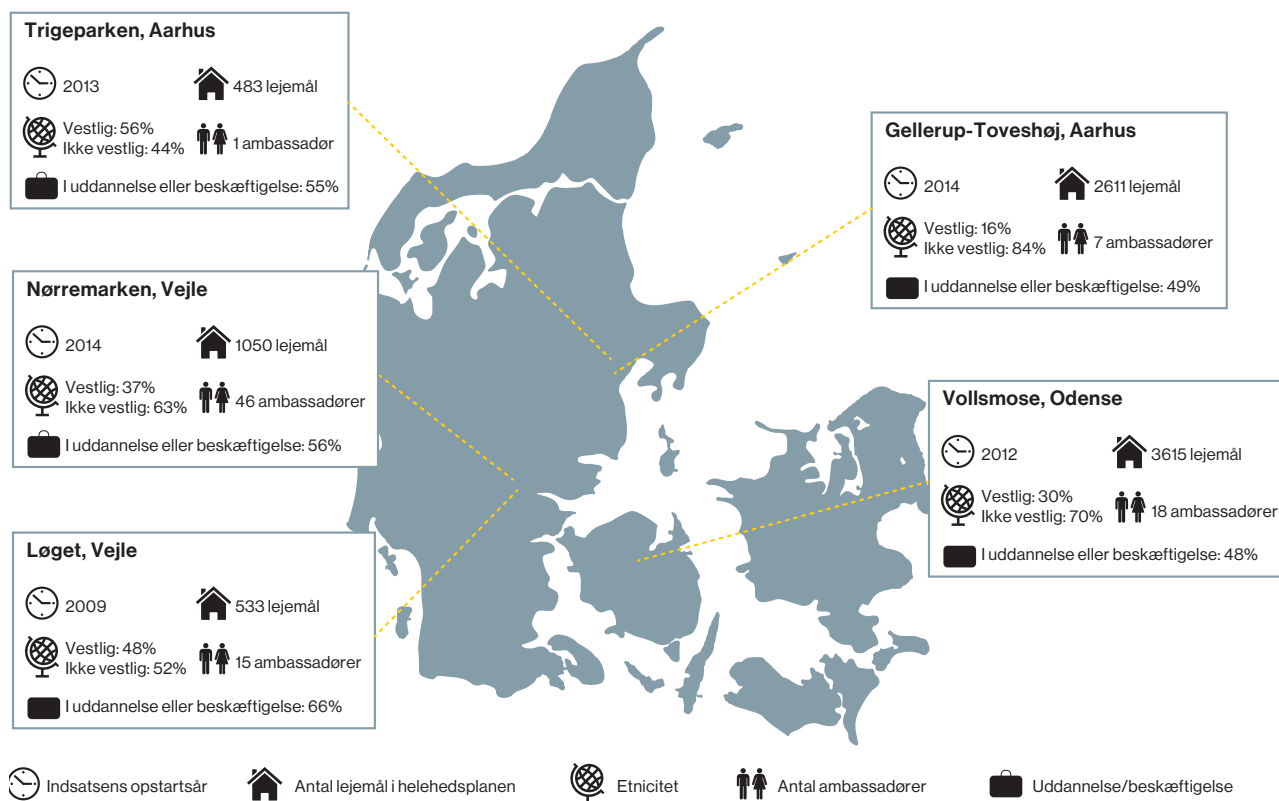 Trigeparken, Aarhus
2013
483 lejemål
Vestlig: 56%
Ikke vestlig: 44%
1 ambassadør
I uddannelse eller beskæftigelse: 55%
Gellerup-Toveshøj, Aarhus
2014
2611 lejemål
Vestlig: 16%
Ikke vestlig: 84%
7 ambassadører
I uddannelse eller beskæftigelse: 49%
Nørremarken, Vejle
2014
1050 lejemål
Vestlig: 37%
Ikke vestlig: 63%
46 ambassadører
I uddannelse eller beskæftigelse: 56%
Vollsmose, Odense
2012
3615 lejemål
Vestlig: 30%
Ikke vestlig: 70%
18 ambassadører
I uddannelse eller beskæftigelse: 48%
Løget, Vejle
2009
533 lejemål
Vestlig: 48%
Ikke vestlig: 52%
15 ambassadører
I uddannelse eller beskæftigelse: 66%
Indsatsens opstartsår
Antal lejemål i helehedsplanen
Etnicitet
Antal ambassadører
Uddannelse/beskæftigelse